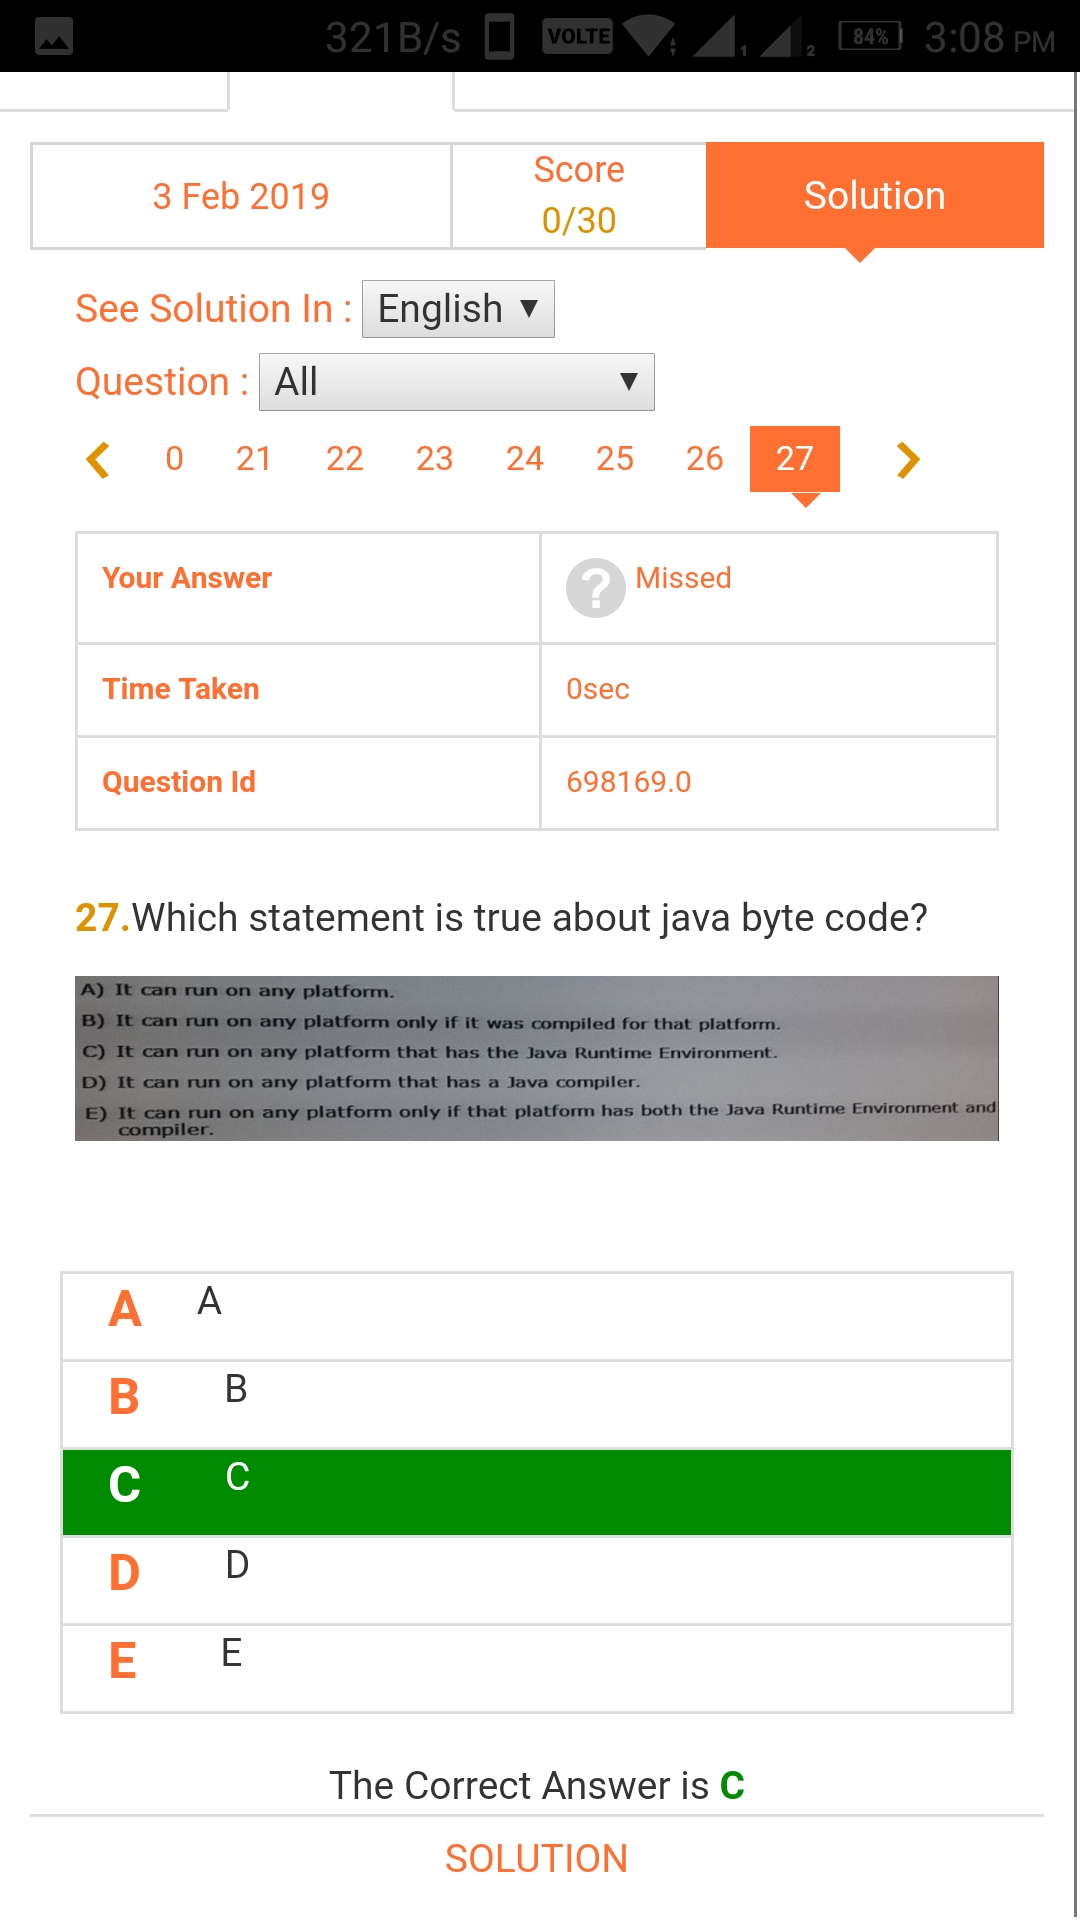 321B/s VOLTE 1 2 84% 3:08 PM
3 Feb 2019
Score
0/30
Solution
See Solution In : English ▼
Question : All ▼
0 21 22 23 24 25 26 27
Your Answer ? Missed
Time Taken 0sec
Question Id 698169.0
27.Which statement is true about java byte code?
A) It can run on any platform.
B) It can run on any platform only if it was compiled for that platform.
C) It can run on any platform that has the Java Runtime Environment.
D) It can run on any platform that has a Java compiler.
E) It can run on any platform only if that platform has both the Java Runtime Environment and
compiler.
A A
B B
C C
D D
E E
The Correct Answer is C
SOLUTION